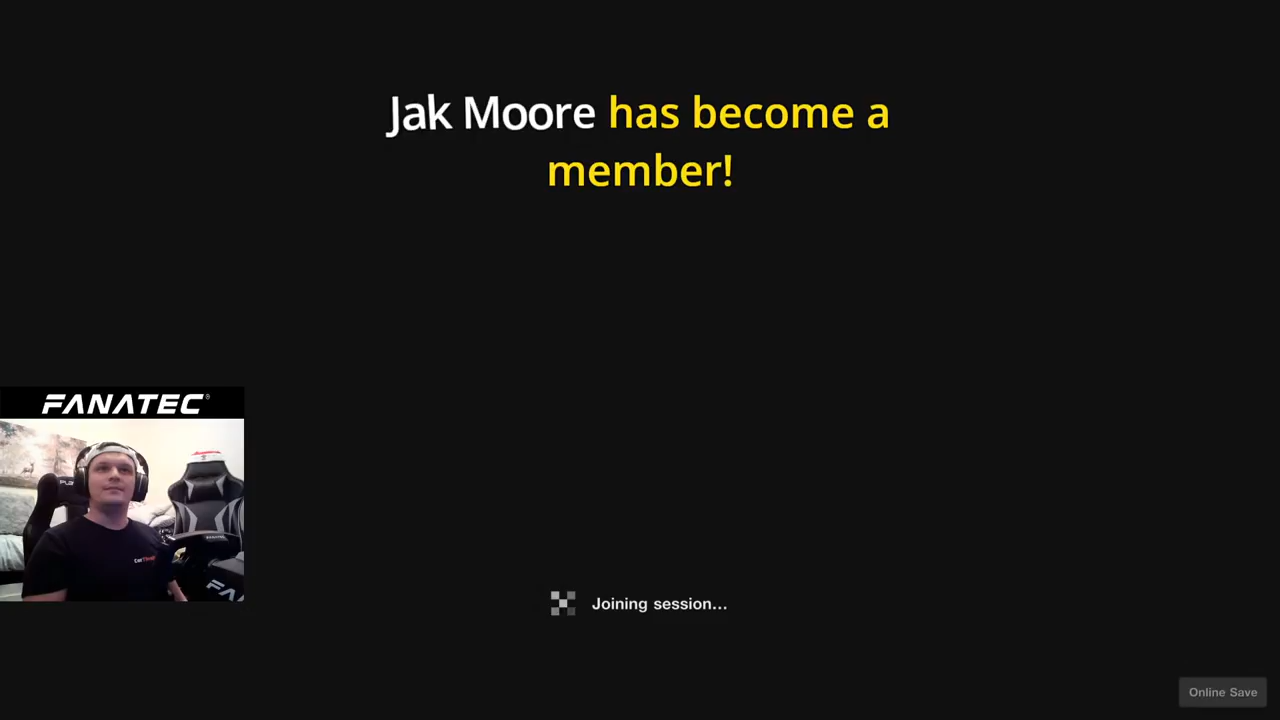 Jak Moore has become a
member!
FANATEC®
Joining session...
Online Save